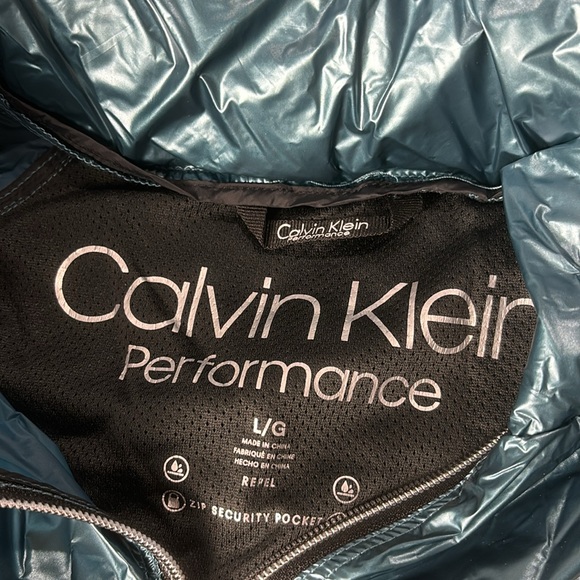 Calvin Klein
Performance
Calvin Klein
Performance
L/G
MADE IN CHINA
FABRIQUÉ EN CHINE
HECHO EN CHINA
REPEL
ZIP SECURITY POCKET